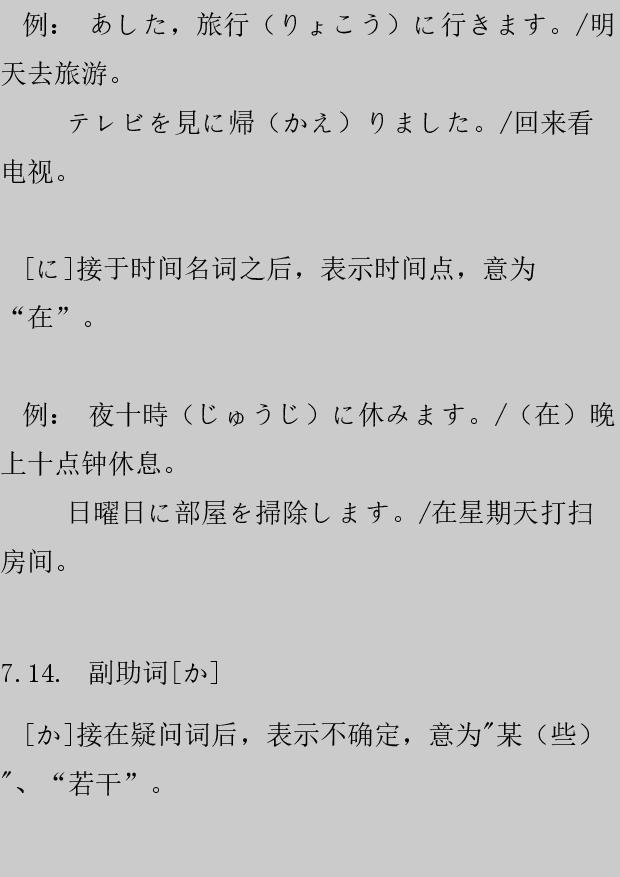 例： あした，旅行（りょこう）に行きます。/明
天去旅游。
テレビを見に帰（かえ）りました。/回来看
电视。
［に］接于时间名词之后，表示时间点，意为
“在”。
例： 夜十時（じゅうじ）に休みます。/（在）晚
上十点钟休息。
日曜日に部屋を掃除します。/在星期天打扫
房间。
7.14. 副助词［か］
［か］接在疑问词后，表示不确定，意为"某（些）
"、“若干”。